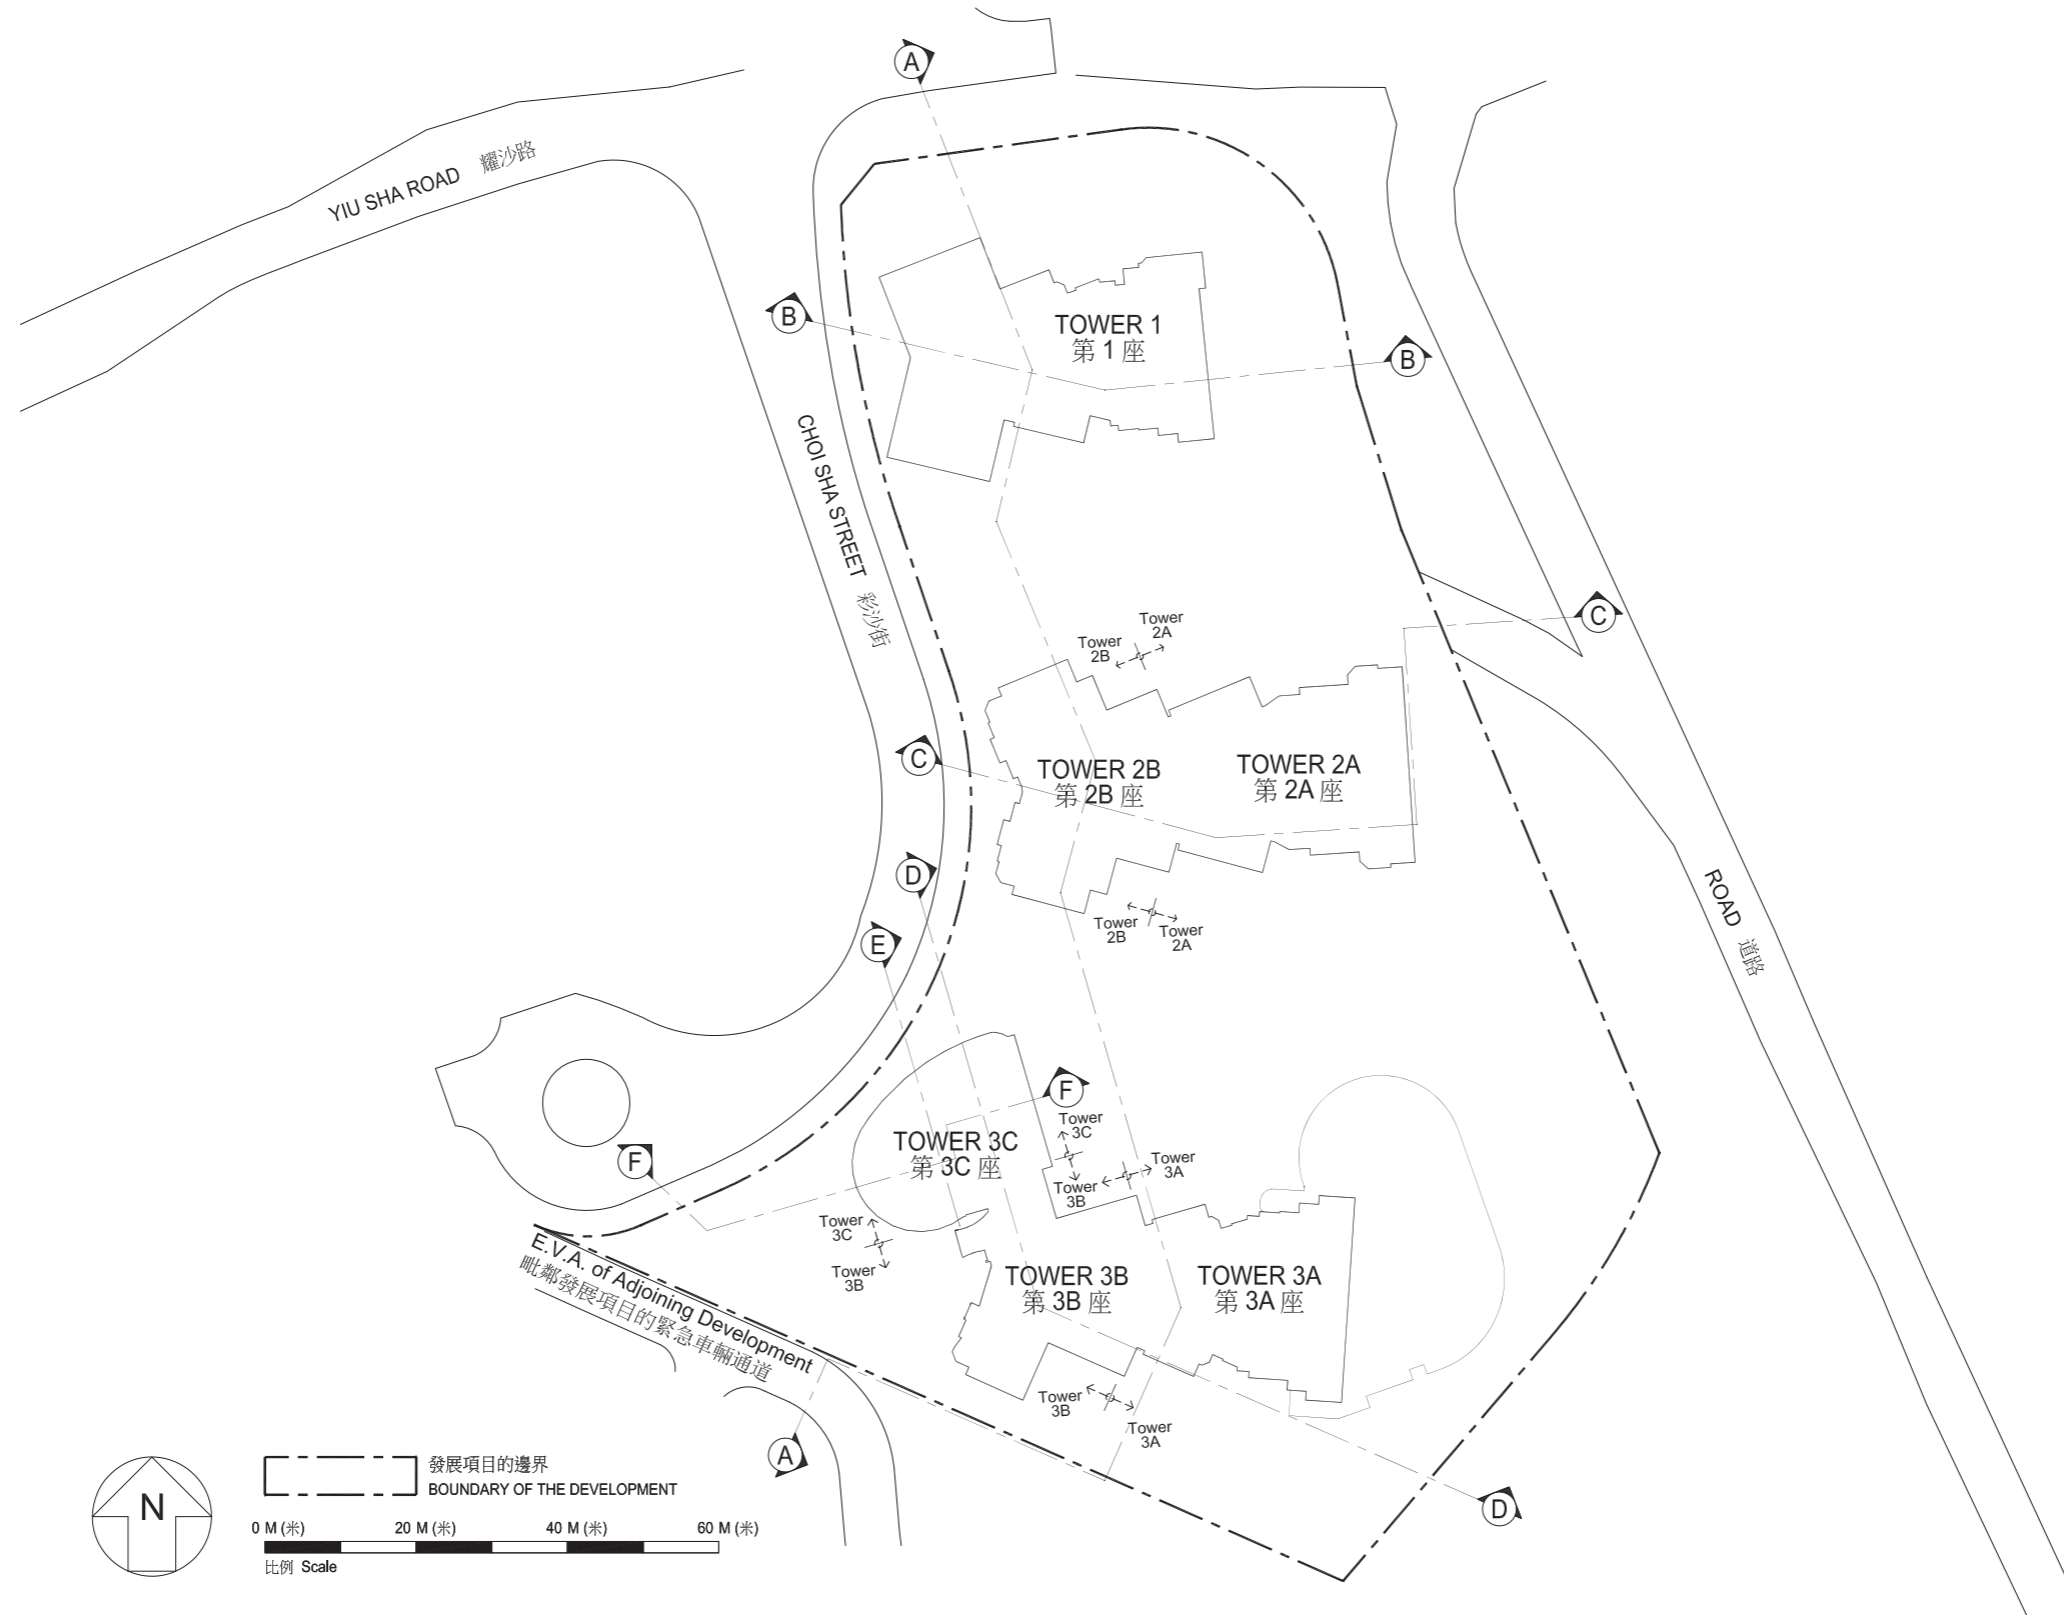 A
YIU SHA ROAD 耀沙路
B
TOWER 1
第 1 座
B
CHOI SHA STREET 彩沙街
C
Tower
2A
Tower
2B
C
TOWER 2B
第 2B 座
TOWER 2A
第 2A 座
D
ROAD 道路
Tower
2B
Tower
2A
E
F
Tower
3C
TOWER 3C
第 3C 座
F
Tower
3A
Tower
3B
Tower
3C
Tower
3B
E.V.A. of Adjoining Development
毗鄰發展項目的緊急車輛通道
TOWER 3B
第 3B 座
TOWER 3A
第 3A 座
Tower
3B
Tower
3A
A
D
N
發展項目的邊界
BOUNDARY OF THE DEVELOPMENT
0 M (米) 20 M (米) 40 M (米) 60 M (米)
比例 Scale